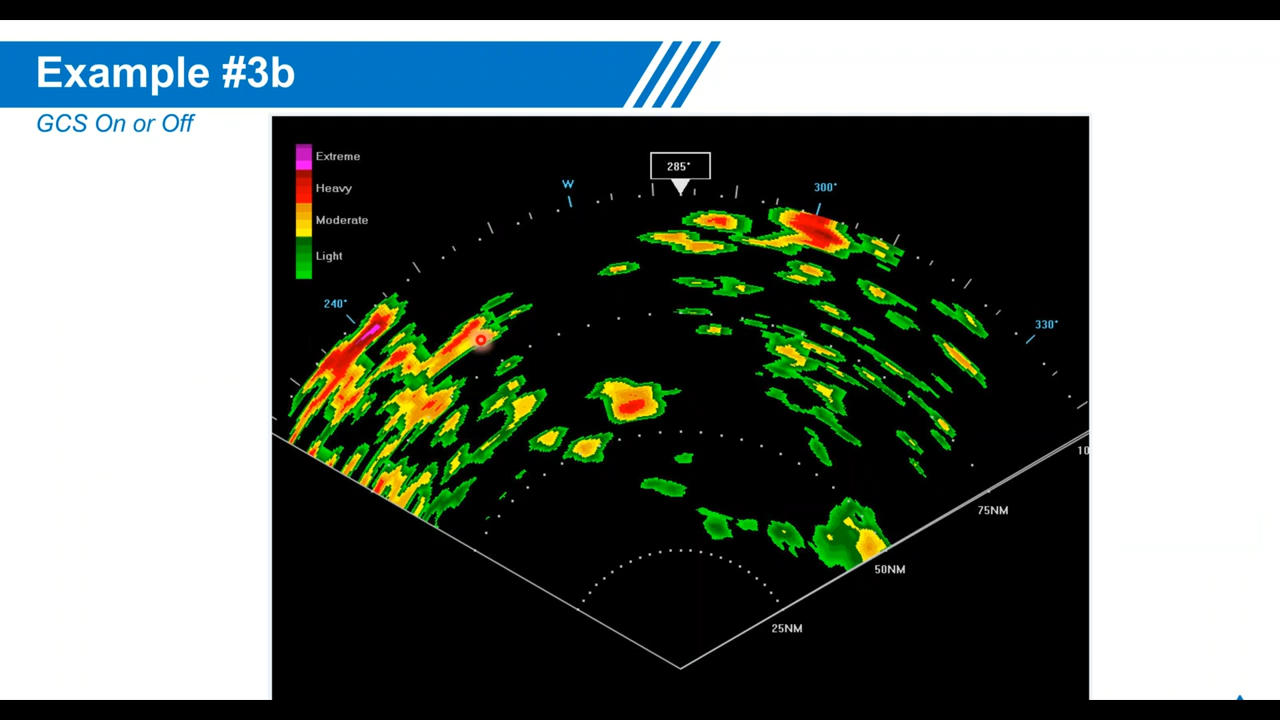 Example #3b
GCS On or Off
Extreme
Heavy
Moderate
Light
285°
W
300°
240°
330°
10
75NM
50NM
25NM